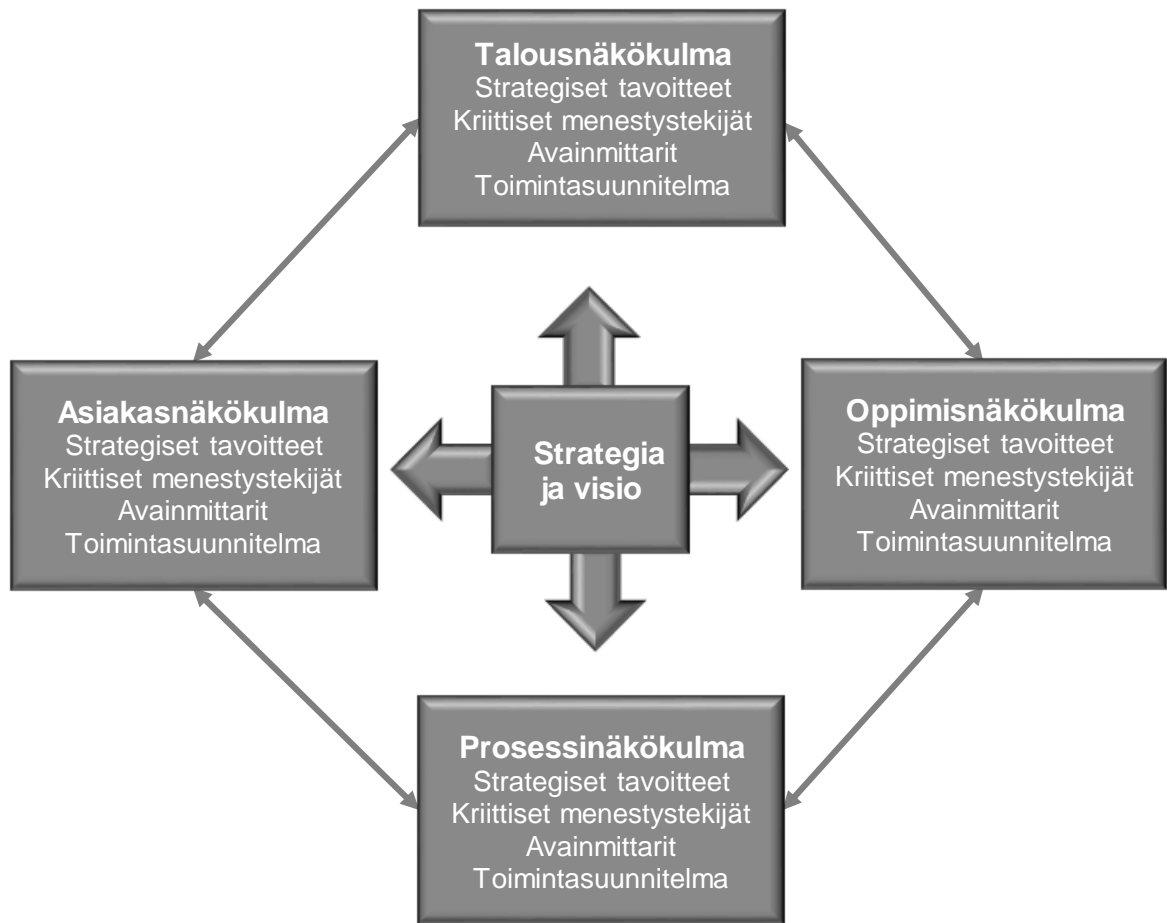 Talousnäkökulma
Strategiset tavoitteet
Kriittiset menestystekijät
Avainmittarit
Toimintasuunnitelma
Asiakasnäkökulma
Strategiset tavoitteet
Kriittiset menestystekijät
Avainmittarit
Toimintasuunnitelma
Strategia
ja visio
Oppimisnäkökulma
Strategiset tavoitteet
Kriittiset menestystekijät
Avainmittarit
Toimintasuunnitelma
Prosessinäkökulma
Strategiset tavoitteet
Kriittiset menestystekijät
Avainmittarit
Toimintasuunnitelma